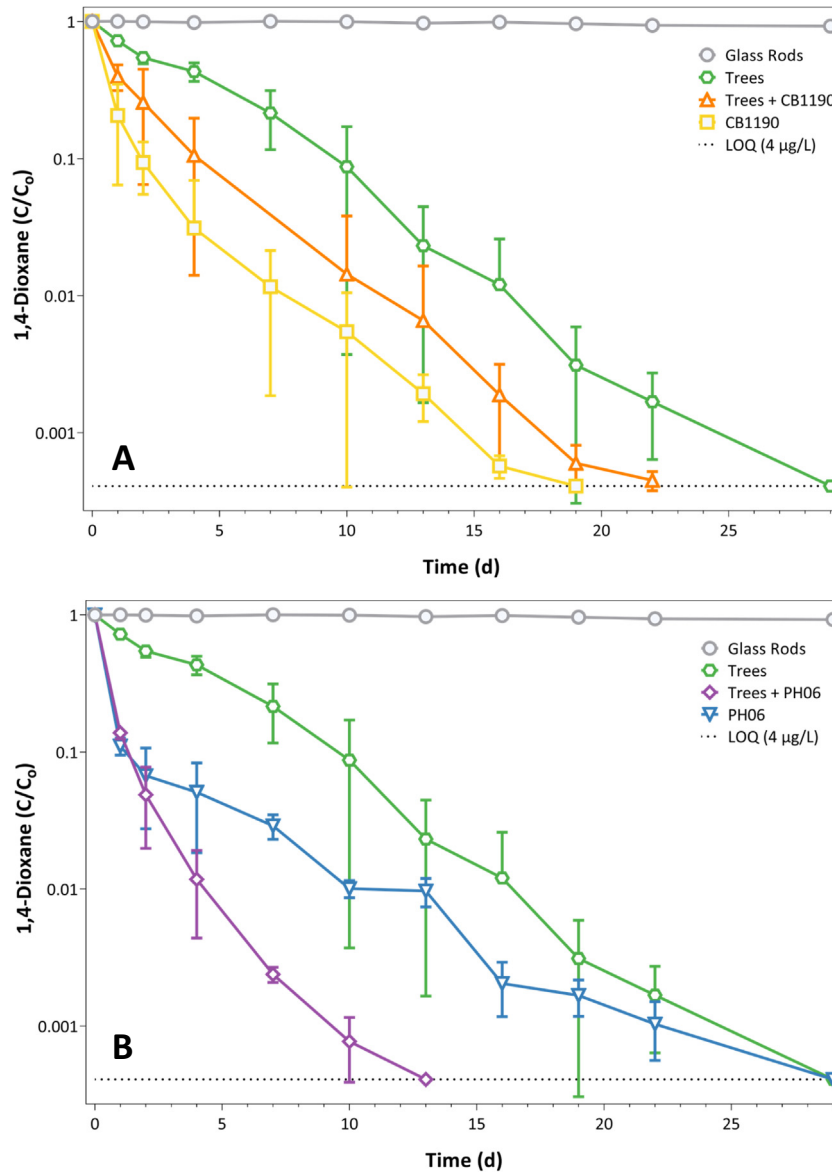 1
0.1
0.01
0.001
1,4-Dioxane (C/Co)
Glass Rods
Trees
Trees + CB1190
CB1190
LOQ (4 µg/L)
A
0 5 10 15 20 25
Time (d)
1
0.1
0.01
0.001
1,4-Dioxane (C/Co)
Glass Rods
Trees
Trees + PH06
PH06
LOQ (4 µg/L)
B
0 5 10 15 20 25
Time (d)